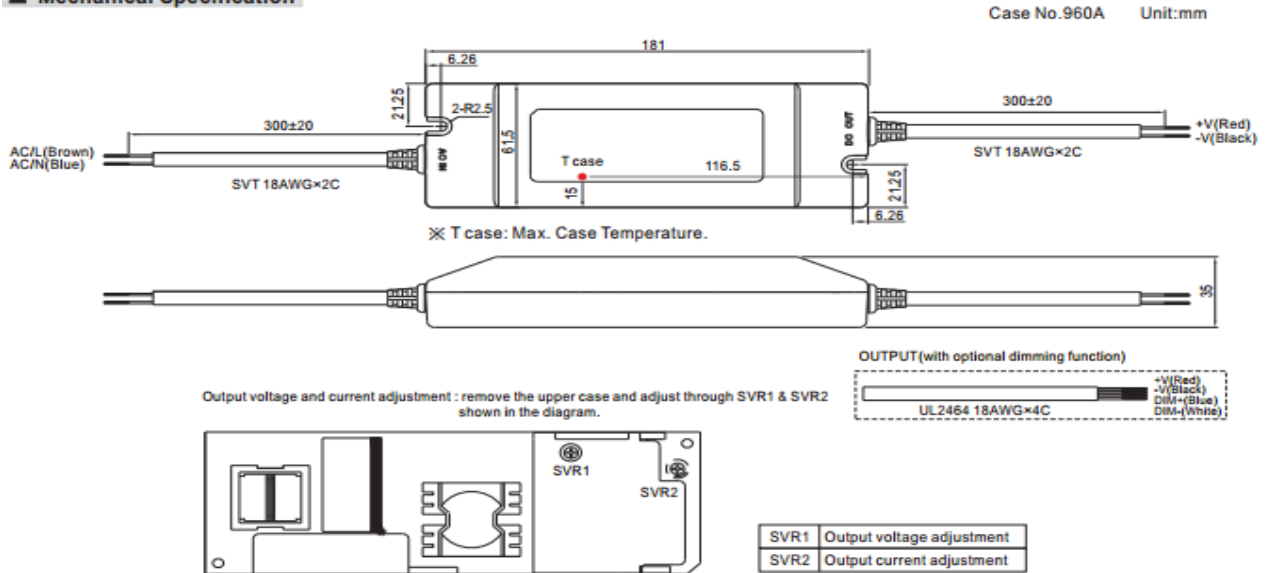 Mechanical Specification
Case No.960A Unit:mm
181
6.26
21.25
2-R2.5
300±20
300±20
AC/L(Brown)
AC/N(Blue)
+V(Red)
-V(Black)
SVT 18AWG×2C
SVT 18AWG×2C
AC IN
61.5
DC OUT
T case
116.5
15
21.25
6.26
※ T case: Max. Case Temperature.
35
OUTPUT(with optional dimming function)
+V(Red)
-V(Black)
DIM+(Blue)
DIM-(White)
UL2464 18AWG×4C
Output voltage and current adjustment : remove the upper case and adjust through SVR1 & SVR2
shown in the diagram.
SVR1
SVR2
SVR1 Output voltage adjustment
SVR2 Output current adjustment